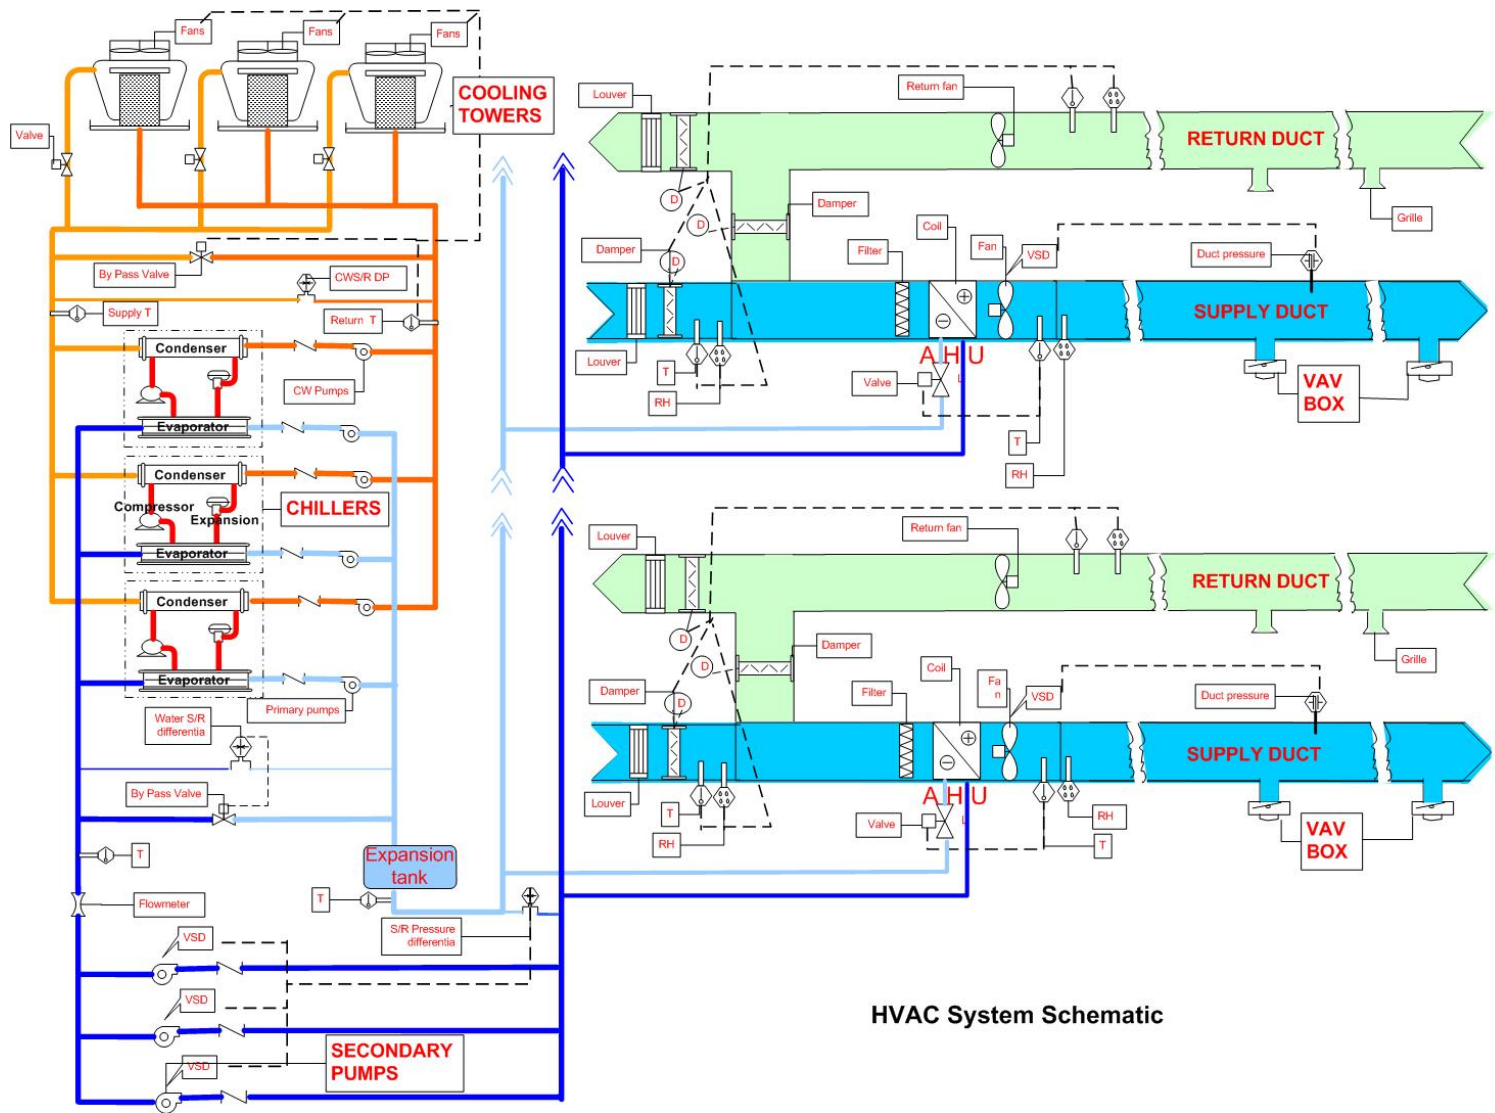 Fans
Fans
Fans
COOLING
TOWERS
Valve
By Pass Valve
CWS/R DP
Supply T
Return T
Condenser
CW Pumps
Evaporator
Condenser
Compressor
Expansion
CHILLERS
Evaporator
Condenser
Evaporator
Primary pumps
Water S/R
differentia
By Pass Valve
T
Expansion
tank
T
Flowmeter
S/R Pressure
differentia
VSD
VSD
VSD
SECONDARY
PUMPS
Louver
Return fan
RETURN DUCT
D
D
Damper
Grille
Damper
D
Filter
Coil
Fan
VSD
Duct pressure
SUPPLY DUCT
Louver
A H U
T
Valve
L
RH
T
RH
VAV
BOX
Louver
Return fan
RETURN DUCT
D
D
Damper
Grille
Damper
D
Filter
Coil
Fa
n
VSD
Duct pressure
SUPPLY DUCT
Louver
A H U
T
Valve
L
RH
RH
T
VAV
BOX
HVAC System Schematic